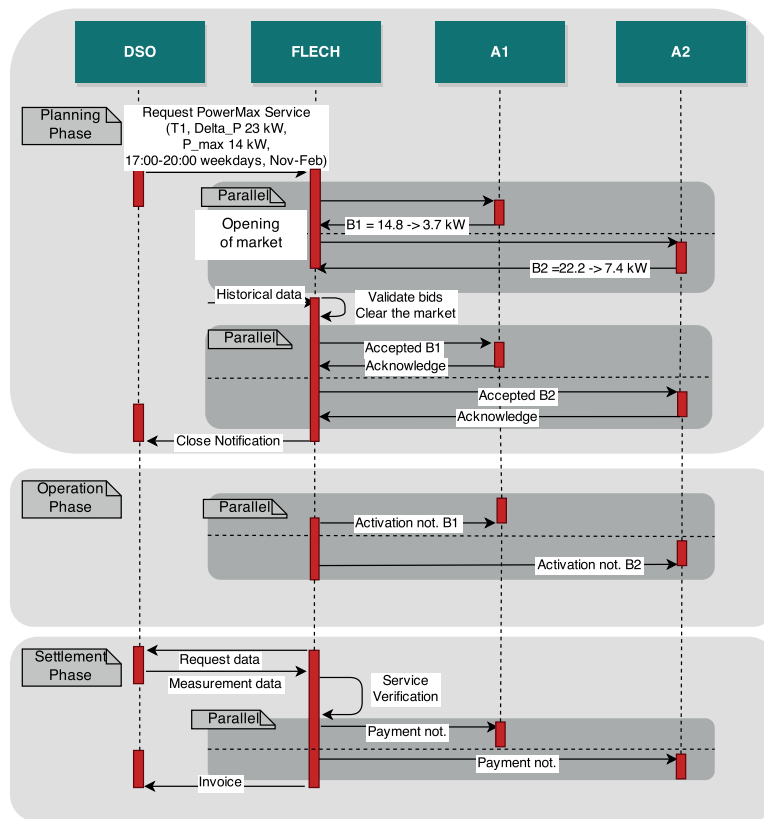 DSO
FLECH
A1
A2
Planning
Phase
Request PowerMax Service
(T1, Delta_P 23 kW,
P_max 14 kW,
17:00-20:00 weekdays, Nov-Feb)
Parallel
Opening
of market
B1 = 14.8 -> 3.7 kW
B2 =22.2 -> 7.4 kW
Historical data
Validate bids
Clear the market
Parallel
Accepted B1
Acknowledge
Accepted B2
Acknowledge
Close Notification
Operation
Phase
Parallel
Activation not. B1
Activation not. B2
Settlement
Phase
Request data
Measurement data
Service
Verification
Parallel
Payment not.
Payment not.
Invoice